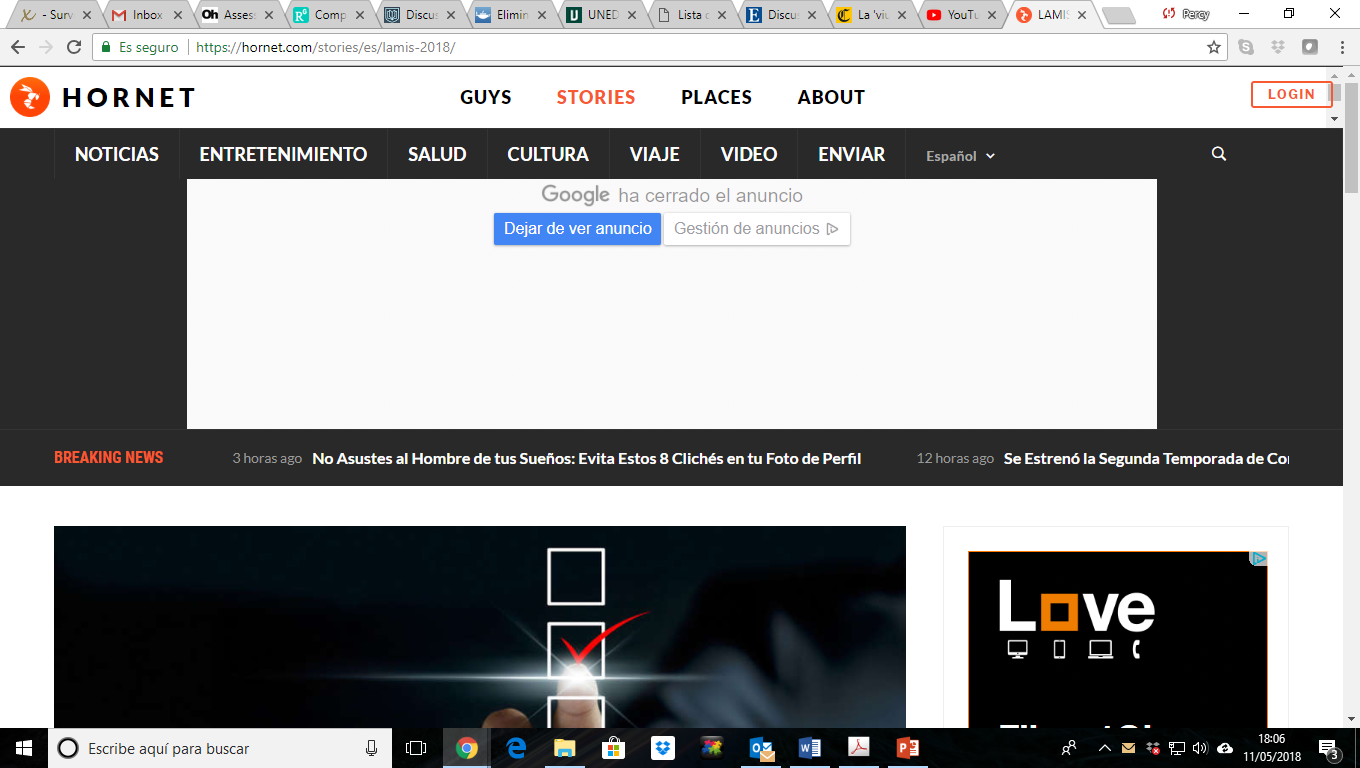 - Surv
Inbox
Oh Asses
R Comp
Discus
Elimin
U UNED
Lista
E Discu
La 'viu
YouTu
LAMIS
Percy
Es seguro https://hornet.com/stories/es/lamis-2018/
HORNET GUYS STORIES PLACES ABOUT LOGIN
NOTICIAS ENTRETENIMIENTO SALUD CULTURA VIAJE VIDEO ENVIAR Español
Google ha cerrado el anuncio
Dejar de ver anuncio Gestión de anuncios
BREAKING NEWS 3 horas ago No Asustes al Hombre de tus Sueños: Evita Estos 8 Clichés en tu Foto de Perfil 12 horas ago Se Estrenó la Segunda Temporada de Co
Love
Escribe aquí para buscar
18:06
11/05/2018
3